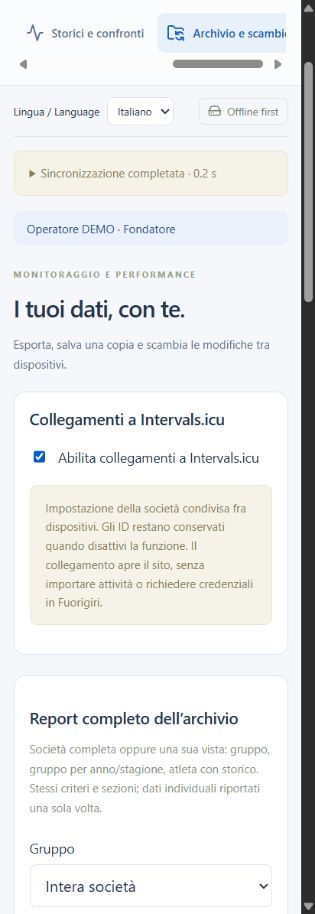 Storici e confronti
Archivio e scambi
Lingua / Language
Italiano
Offline first
Sincronizzazione completata · 0.2 s
Operatore DEMO · Fondatore
MONITORAGGIO E PERFORMANCE
I tuoi dati, con te.
Esporta, salva una copia e scambia le modifiche tra
dispositivi.
Collegamenti a Intervals.icu
Abilita collegamenti a Intervals.icu
Impostazione della società condivisa fra
dispositivi. Gli ID restano conservati
quando disattivi la funzione. Il
collegamento apre il sito, senza
importare attività o richiedere credenziali
in Fuorigiri.
Report completo dell’archivio
Società completa oppure una sua vista: gruppo,
gruppo per anno/stagione, atleta con storico.
Stessi criteri e sezioni; dati individuali riportati
una sola volta.
Gruppo
Intera società